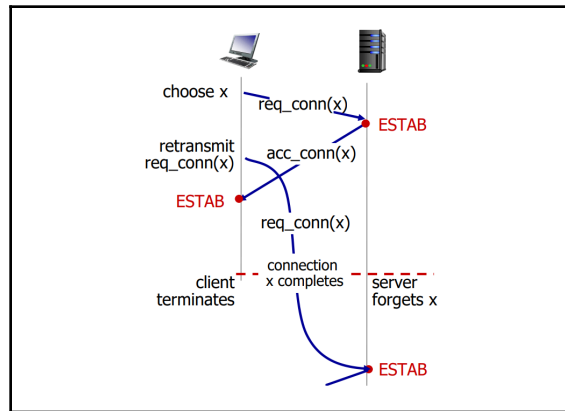 choose x
req_conn(x)
ESTAB
retransmit
req_conn(x)
acc_conn(x)
ESTAB
req_conn(x)
connection
x completes
client
terminates
server
forgets x
ESTAB